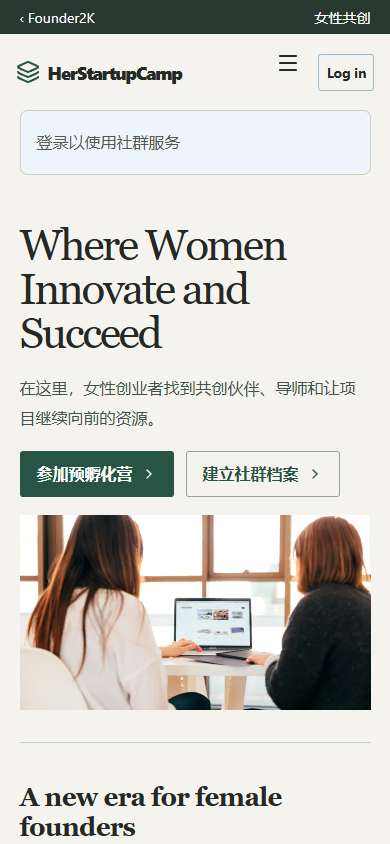 ‹ Founder2K
女性共创
HerStartupCamp
Log in
登录以使用社群服务
Where Women
Innovate and
Succeed
在这里，女性创业者找到共创伙伴、导师和让项
目继续向前的资源。
参加预孵化营
建立社群档案
A new era for female
founders